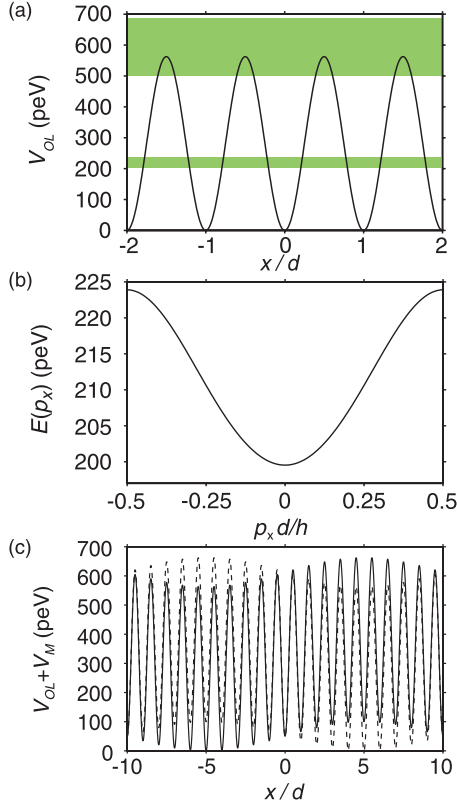 (a)
700
600
500
400
300
200
100
0
V_OL (peV)
-2 -1 0 1 2
x / d
(b)
225
220
215
210
205
200
E(p_x) (peV)
-0.5 -0.25 0 0.25 0.5
p_x d/h
(c)
700
600
500
400
300
200
100
0
V_OL+V_M (peV)
-10 -5 0 5 10
x / d